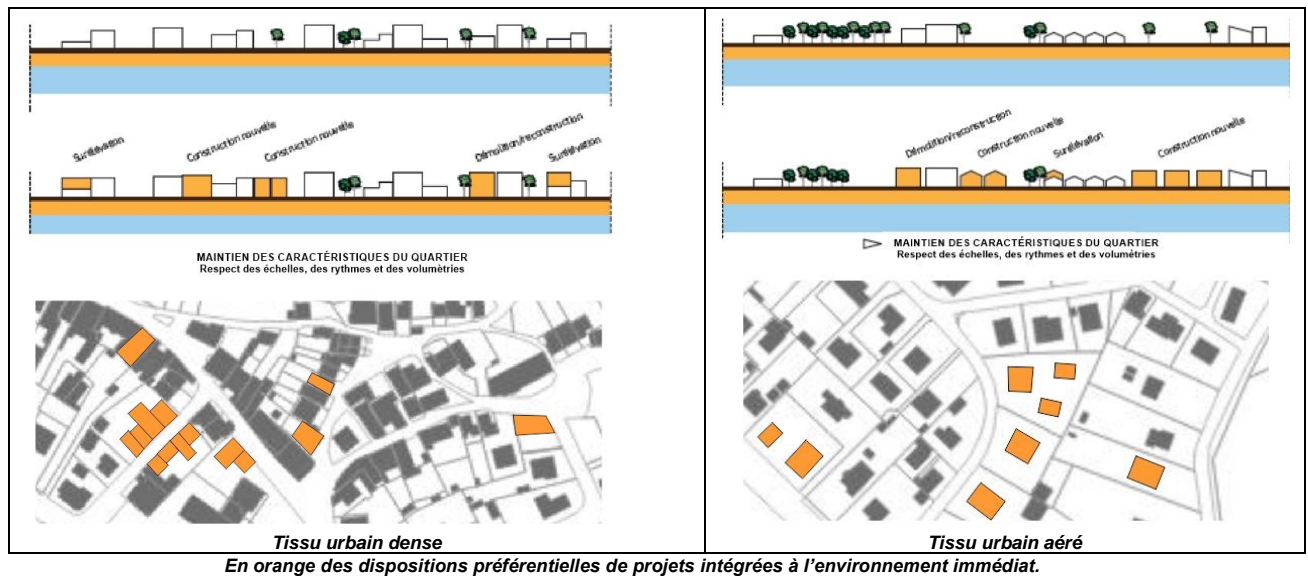 Surélévation
Construction nouvelle
Construction nouvelle
Démolition/reconstruction
Surélévation
MAINTIEN DES CARACTÉRISTIQUES DU QUARTIER
Respect des échelles, des rythmes et des volumètries
Tissu urbain dense
Démolition/reconstruction
Construction nouvelle
Surélévation
Construction nouvelle
MAINTIEN DES CARACTÉRISTIQUES DU QUARTIER
Respect des échelles, des rythmes et des volumètries
Tissu urbain aéré
En orange des dispositions préférentielles de projets intégrées à l'environnement immédiat.